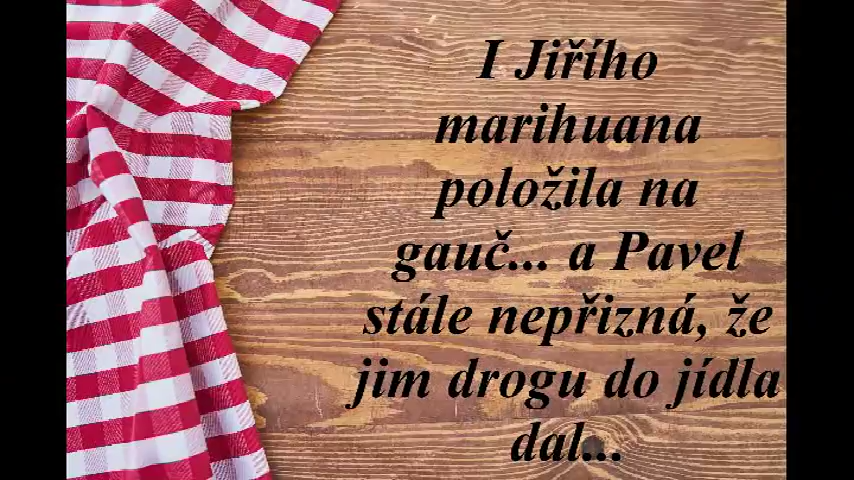 I Jiřího
marihuana
položila na
gauč... a Pavel
stále nepřizná, že
jim drogu do jídla
dal...